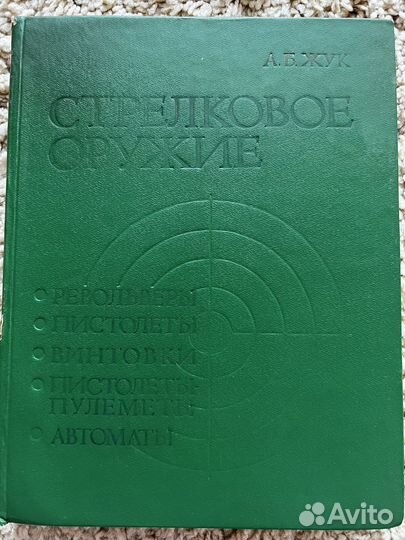 А.Б.ЖУК
СТРЕЛКОВОЕ
ОРУЖИЕ
РЕВОЛЬВЕРЫ
ПИСТОЛЕТЫ
ВИНТОВКИ
ПИСТОЛЕТЫ-
ПУЛЕМЕТЫ
АВТОМАТЫ
Avito